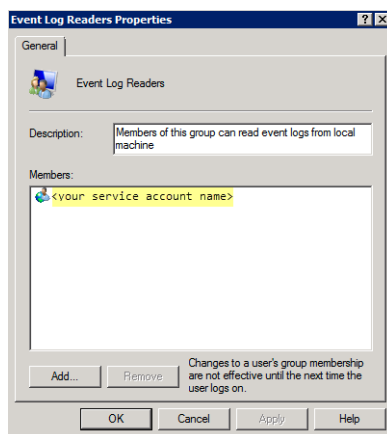 Event Log Readers Properties
General
Event Log Readers
Description:
Members of this group can read event logs from local
machine
Members:
<your service account name>
Add...
Remove
Changes to a user's group membership
are not effective until the next time the
user logs on.
OK
Cancel
Apply
Help